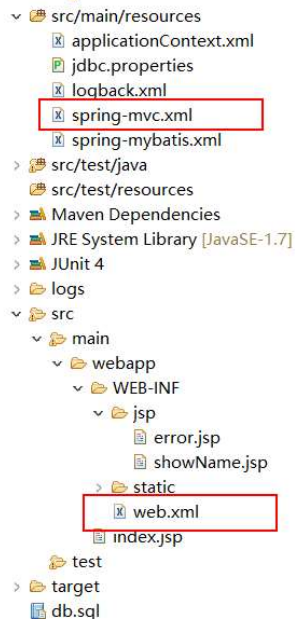 src/main/resources
applicationContext.xml
jdbc.properties
logback.xml
spring-mvc.xml
spring-mybatis.xml
src/test/java
src/test/resources
Maven Dependencies
JRE System Library [JavaSE-1.7]
JUnit 4
logs
src
main
webapp
WEB-INF
jsp
error.jsp
showName.jsp
static
web.xml
index.jsp
test
target
db.sql